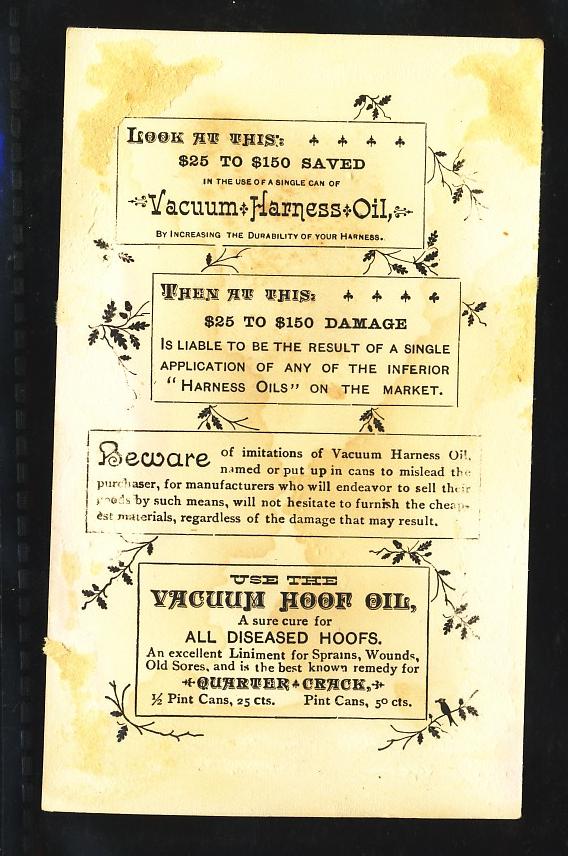 LOOK AT THIS:
$25 TO $150 SAVED
IN THE USE OF A SINGLE CAN OF
Vacuum Harness Oil,
BY INCREASING THE DURABILITY OF YOUR HARNESS.
THEN AT THIS:
$25 TO $150 DAMAGE
IS LIABLE TO BE THE RESULT OF A SINGLE
APPLICATION OF ANY OF THE INFERIOR
"HARNESS OILS" ON THE MARKET.
Beware of imitations of Vacuum Harness Oil,
named or put up in cans to mislead the
purchaser, for manufacturers who will endeavor to sell their
goods by such means, will not hesitate to furnish the cheap-
est materials, regardless of the damage that may result.
USE THE
VACUUM HOOF OIL,
A sure cure for
ALL DISEASED HOOFS.
An excellent Liniment for Sprains, Wounds,
Old Sores, and is the best known remedy for
QUARTER CRACK,
½ Pint Cans, 25 cts. Pint Cans, 50 cts.